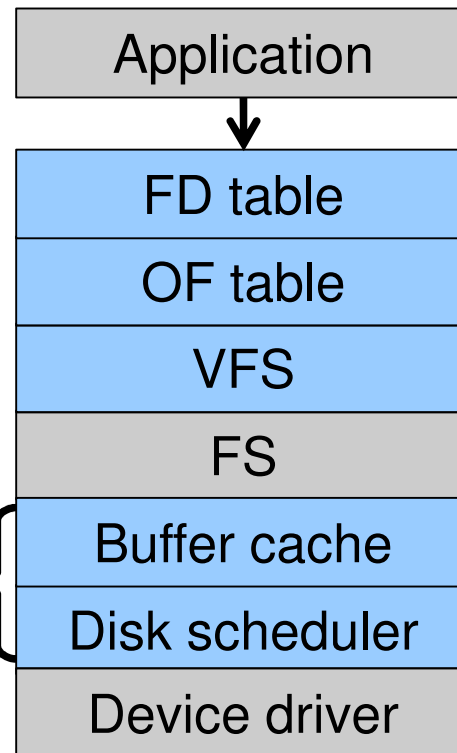 Application
FD table
OF table
VFS
FS
Buffer cache
Disk scheduler
Device driver